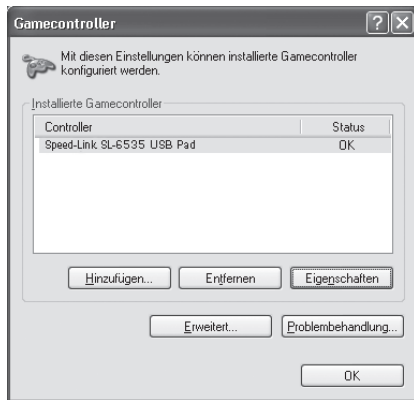 Gamecontroller
Mit diesen Einstellungen können installierte Gamecontroller
konfiguriert werden.
Installierte Gamecontroller
Controller Status
Speed-Link SL-6535 USB Pad OK
Hinzufügen... Entfernen Eigenschaften
Erweitert... Problembehandlung...
OK